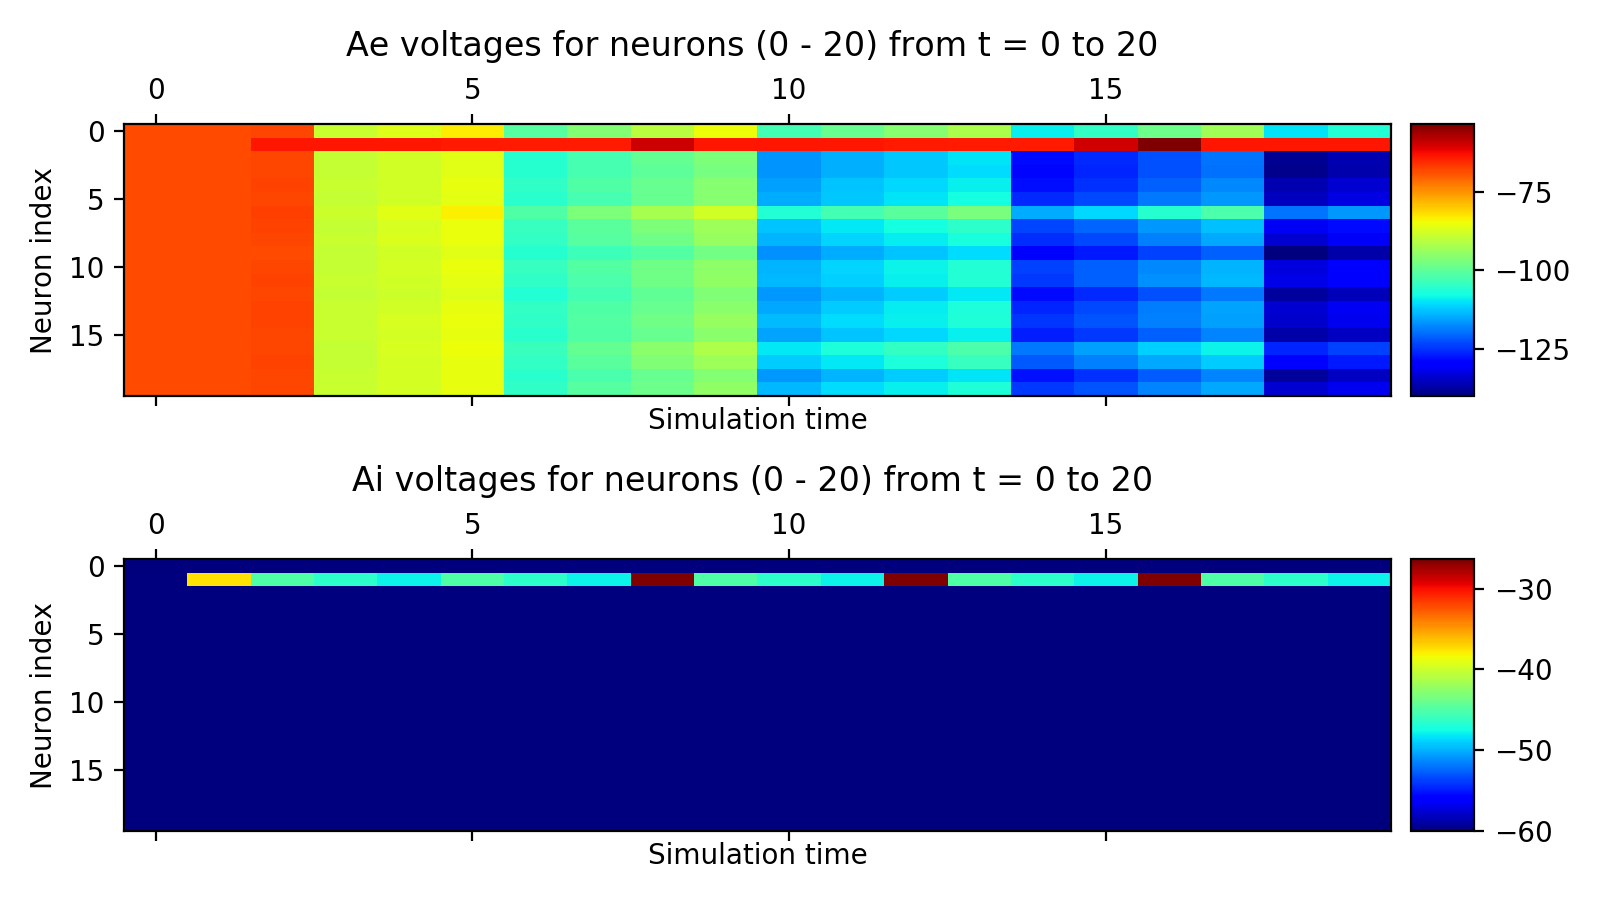 Ae voltages for neurons (0 - 20) from t = 0 to 20
0 5 10 15
Neuron index
0
5
10
15
−75
−100
−125
Simulation time
Ai voltages for neurons (0 - 20) from t = 0 to 20
0 5 10 15
Neuron index
0
5
10
15
−30
−40
−50
−60
Simulation time